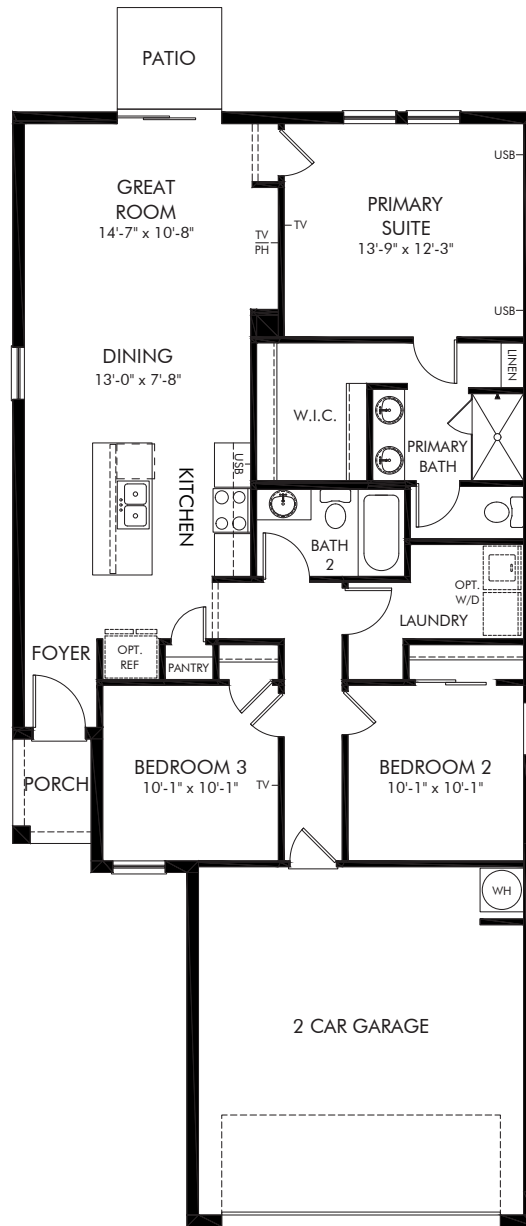 PATIO
GREAT
ROOM
14'-7" x 10'-8"
TV
PH
TV
PRIMARY
SUITE
13'-9" x 12'-3"
USB
USB
DINING
13'-0" x 7'-8"
W.I.C.
LINEN
PRIMARY
BATH
KITCHEN
USB
BATH
2
OPT.
W/D
LAUNDRY
FOYER
OPT.
REF
PANTRY
PORCH
BEDROOM 3
10'-1" x 10'-1"
TV
BEDROOM 2
10'-1" x 10'-1"
WH
2 CAR GARAGE